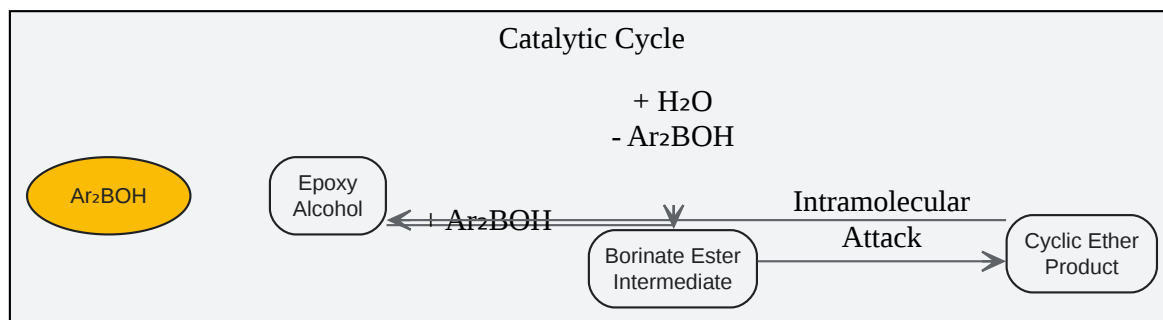 Catalytic Cycle
+ H₂O
- Ar₂BOH
Ar₂BOH
Epoxy
Alcohol
+ Ar₂BOH
Borinate Ester
Intermediate
Intramolecular
Attack
Cyclic Ether
Product